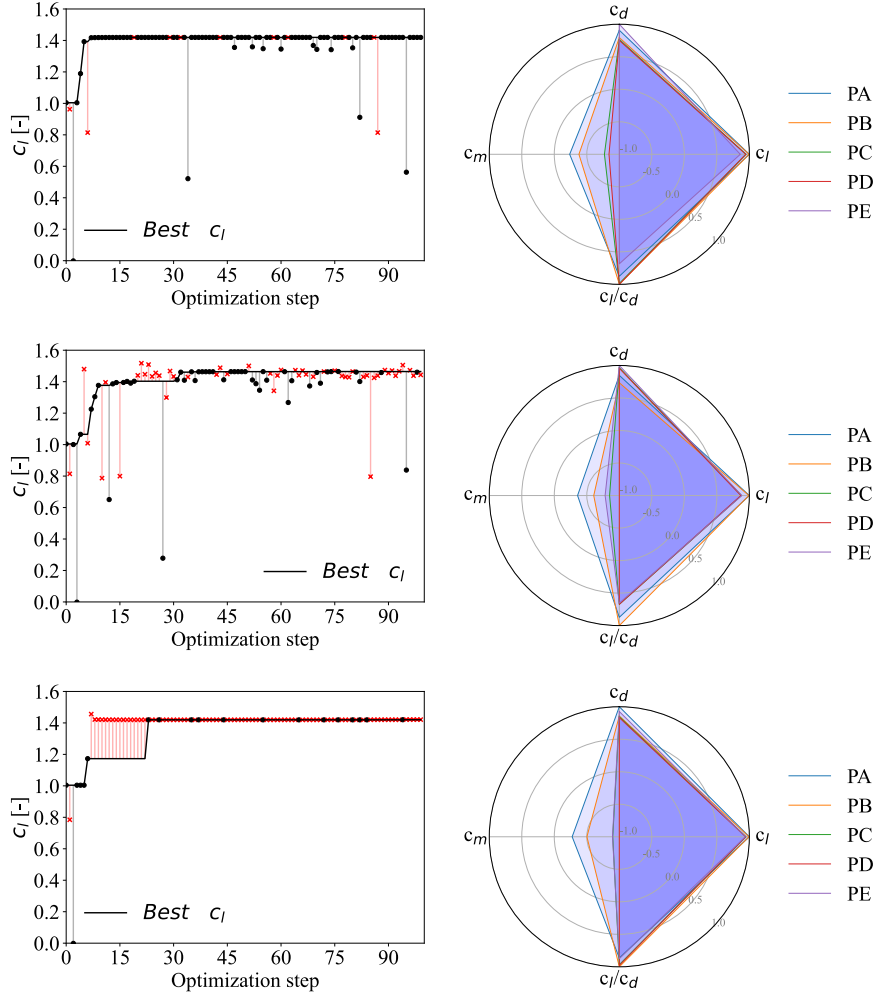 1.6
1.4
1.2
1.0
0.8
0.6
0.4
0.2
0.0
c_l [-]
Best c_l
0 15 30 45 60 75 90
Optimization step
c_d
c_m
c_l
c_l/c_d
-1.0
-0.5
0.0
0.5
1.0
PA
PB
PC
PD
PE
1.6
1.4
1.2
1.0
0.8
0.6
0.4
0.2
0.0
c_l [-]
Best c_l
0 15 30 45 60 75 90
Optimization step
c_d
c_m
c_l
c_l/c_d
-1.0
-0.5
0.0
0.5
1.0
PA
PB
PC
PD
PE
1.6
1.4
1.2
1.0
0.8
0.6
0.4
0.2
0.0
c_l [-]
Best c_l
0 15 30 45 60 75 90
Optimization step
c_d
c_m
c_l
c_l/c_d
-1.0
-0.5
0.0
0.5
1.0
PA
PB
PC
PD
PE